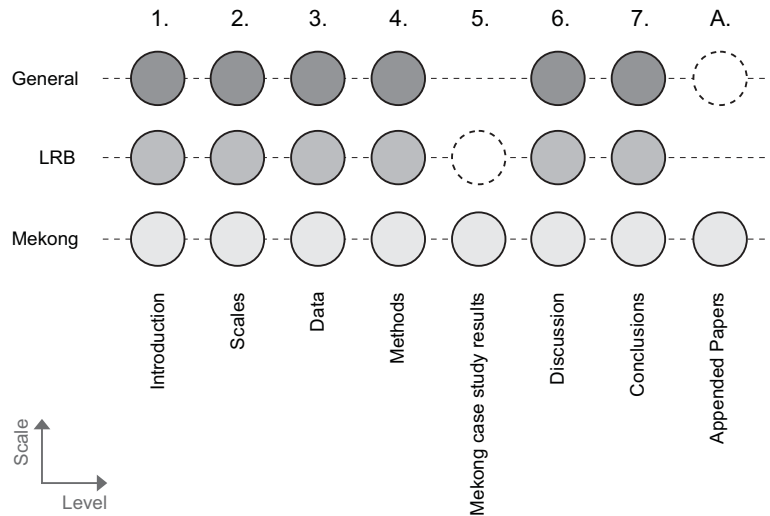 1. 2. 3. 4. 5. 6. 7. A.
General
LRB
Mekong
Introduction
Scales
Data
Methods
Mekong case study results
Discussion
Conclusions
Appended Papers
Scale
Level